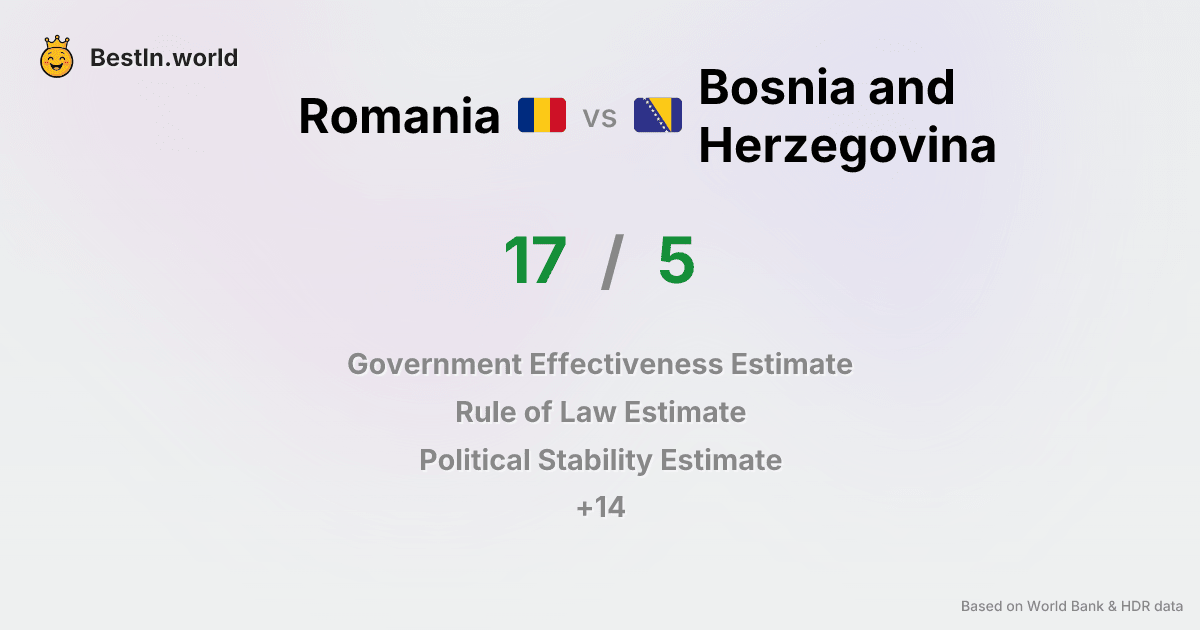 BestIn.world
Romania vs Bosnia and
Herzegovina
17 / 5
Government Effectiveness Estimate
Rule of Law Estimate
Political Stability Estimate
+14
Based on World Bank & HDR data